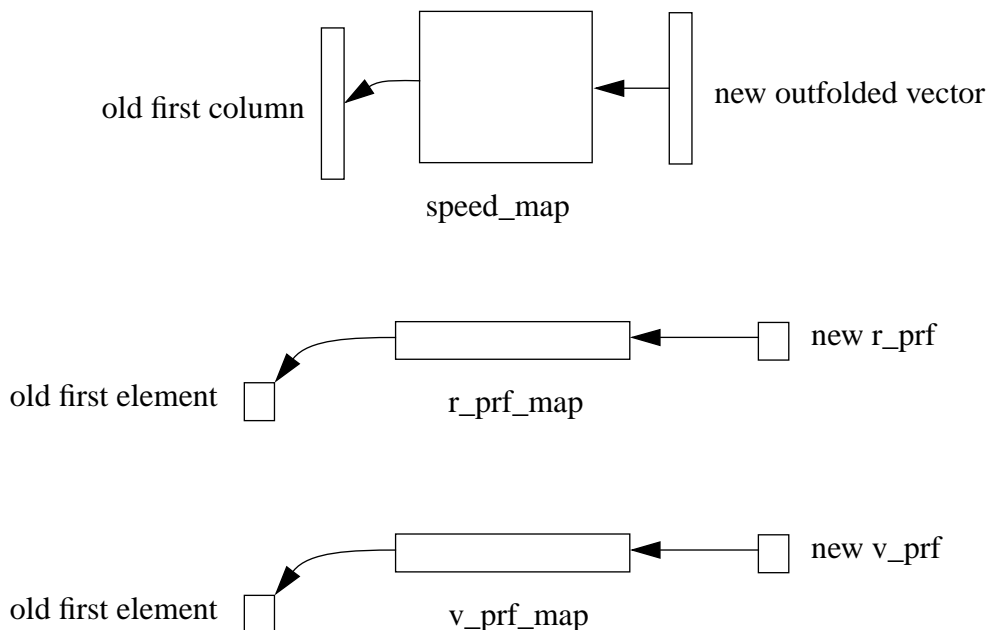 old first column
new outfolded vector
speed_map
new r_prf
old first element
r_prf_map
new v_prf
old first element
v_prf_map